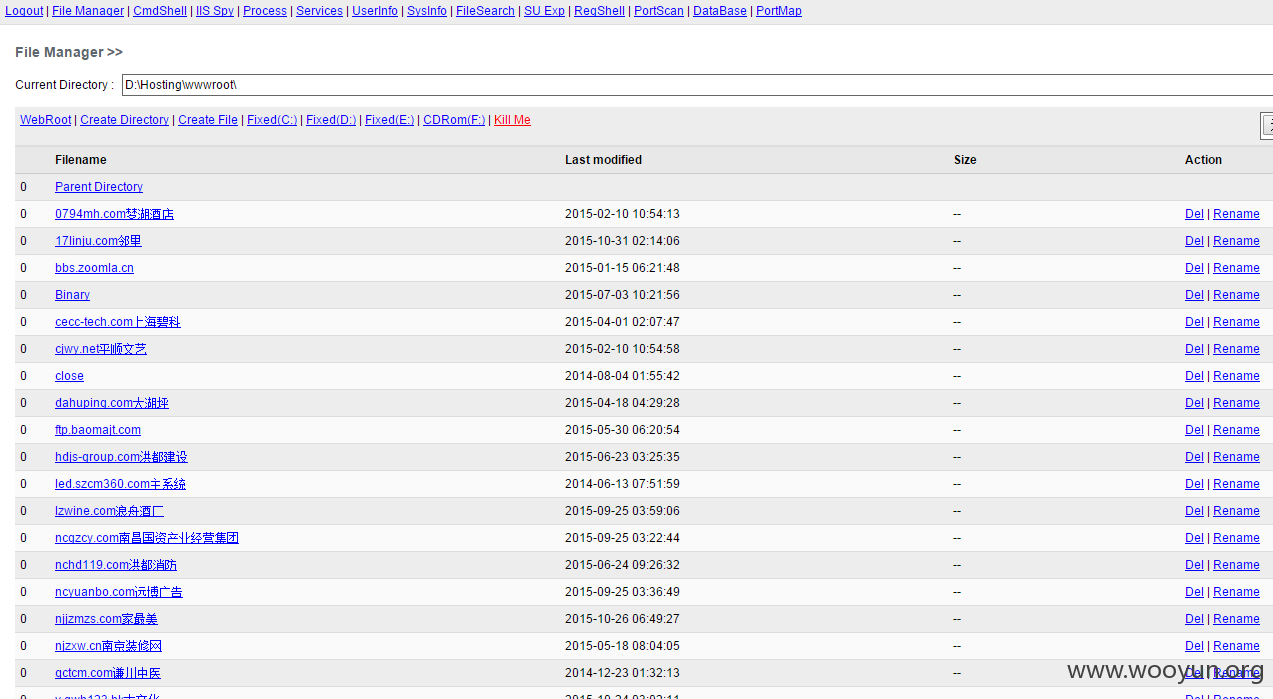 Logout | File Manager | CmdShell | IIS Spy | Process | Services | UserInfo | SysInfo | FileSearch | SU Exp | RegShell | PortScan | DataBase | PortMap
File Manager >>
Current Directory : D:\Hosting\wwwroot\
WebRoot | Create Directory | Create File | Fixed(C:) | Fixed(D:) | Fixed(E:) | CDRom(F:) | Kill Me
Filename Last modified Size Action
0 Parent Directory
0 0794mh.com梦湖酒店 2015-02-10 10:54:13 -- Del | Rename
0 17linju.com邻里 2015-10-31 02:14:06 -- Del | Rename
0 bbs.zoomla.cn 2015-01-15 06:21:48 -- Del | Rename
0 Binary 2015-07-03 10:21:56 -- Del | Rename
0 cecc-tech.com上海碧科 2015-04-01 02:07:47 -- Del | Rename
0 cjwy.net平顺文艺 2015-02-10 10:54:58 -- Del | Rename
0 close 2014-08-04 01:55:42 -- Del | Rename
0 dahuping.com大湖坪 2015-04-18 04:29:28 -- Del | Rename
0 ftp.baomajt.com 2015-05-30 06:20:54 -- Del | Rename
0 hdjs-group.com洪都建设 2015-06-23 03:25:35 -- Del | Rename
0 led.szcm360.com主系统 2014-06-13 07:51:59 -- Del | Rename
0 lzwine.com浪舟酒厂 2015-09-25 03:59:06 -- Del | Rename
0 ncgzcy.com南昌国资产业经营集团 2015-09-25 03:22:44 -- Del | Rename
0 nchd119.com洪都消防 2015-06-24 09:26:32 -- Del | Rename
0 ncyuanbo.com远博广告 2015-09-25 03:36:49 -- Del | Rename
0 njjzmzs.com家最美 2015-10-26 06:49:27 -- Del | Rename
0 njzxw.cn南京装修网 2015-05-18 08:04:05 -- Del | Rename
0 qctcm.com谦川中医 2014-12-23 01:32:13 -- Del | Rename
www.wooyun.org